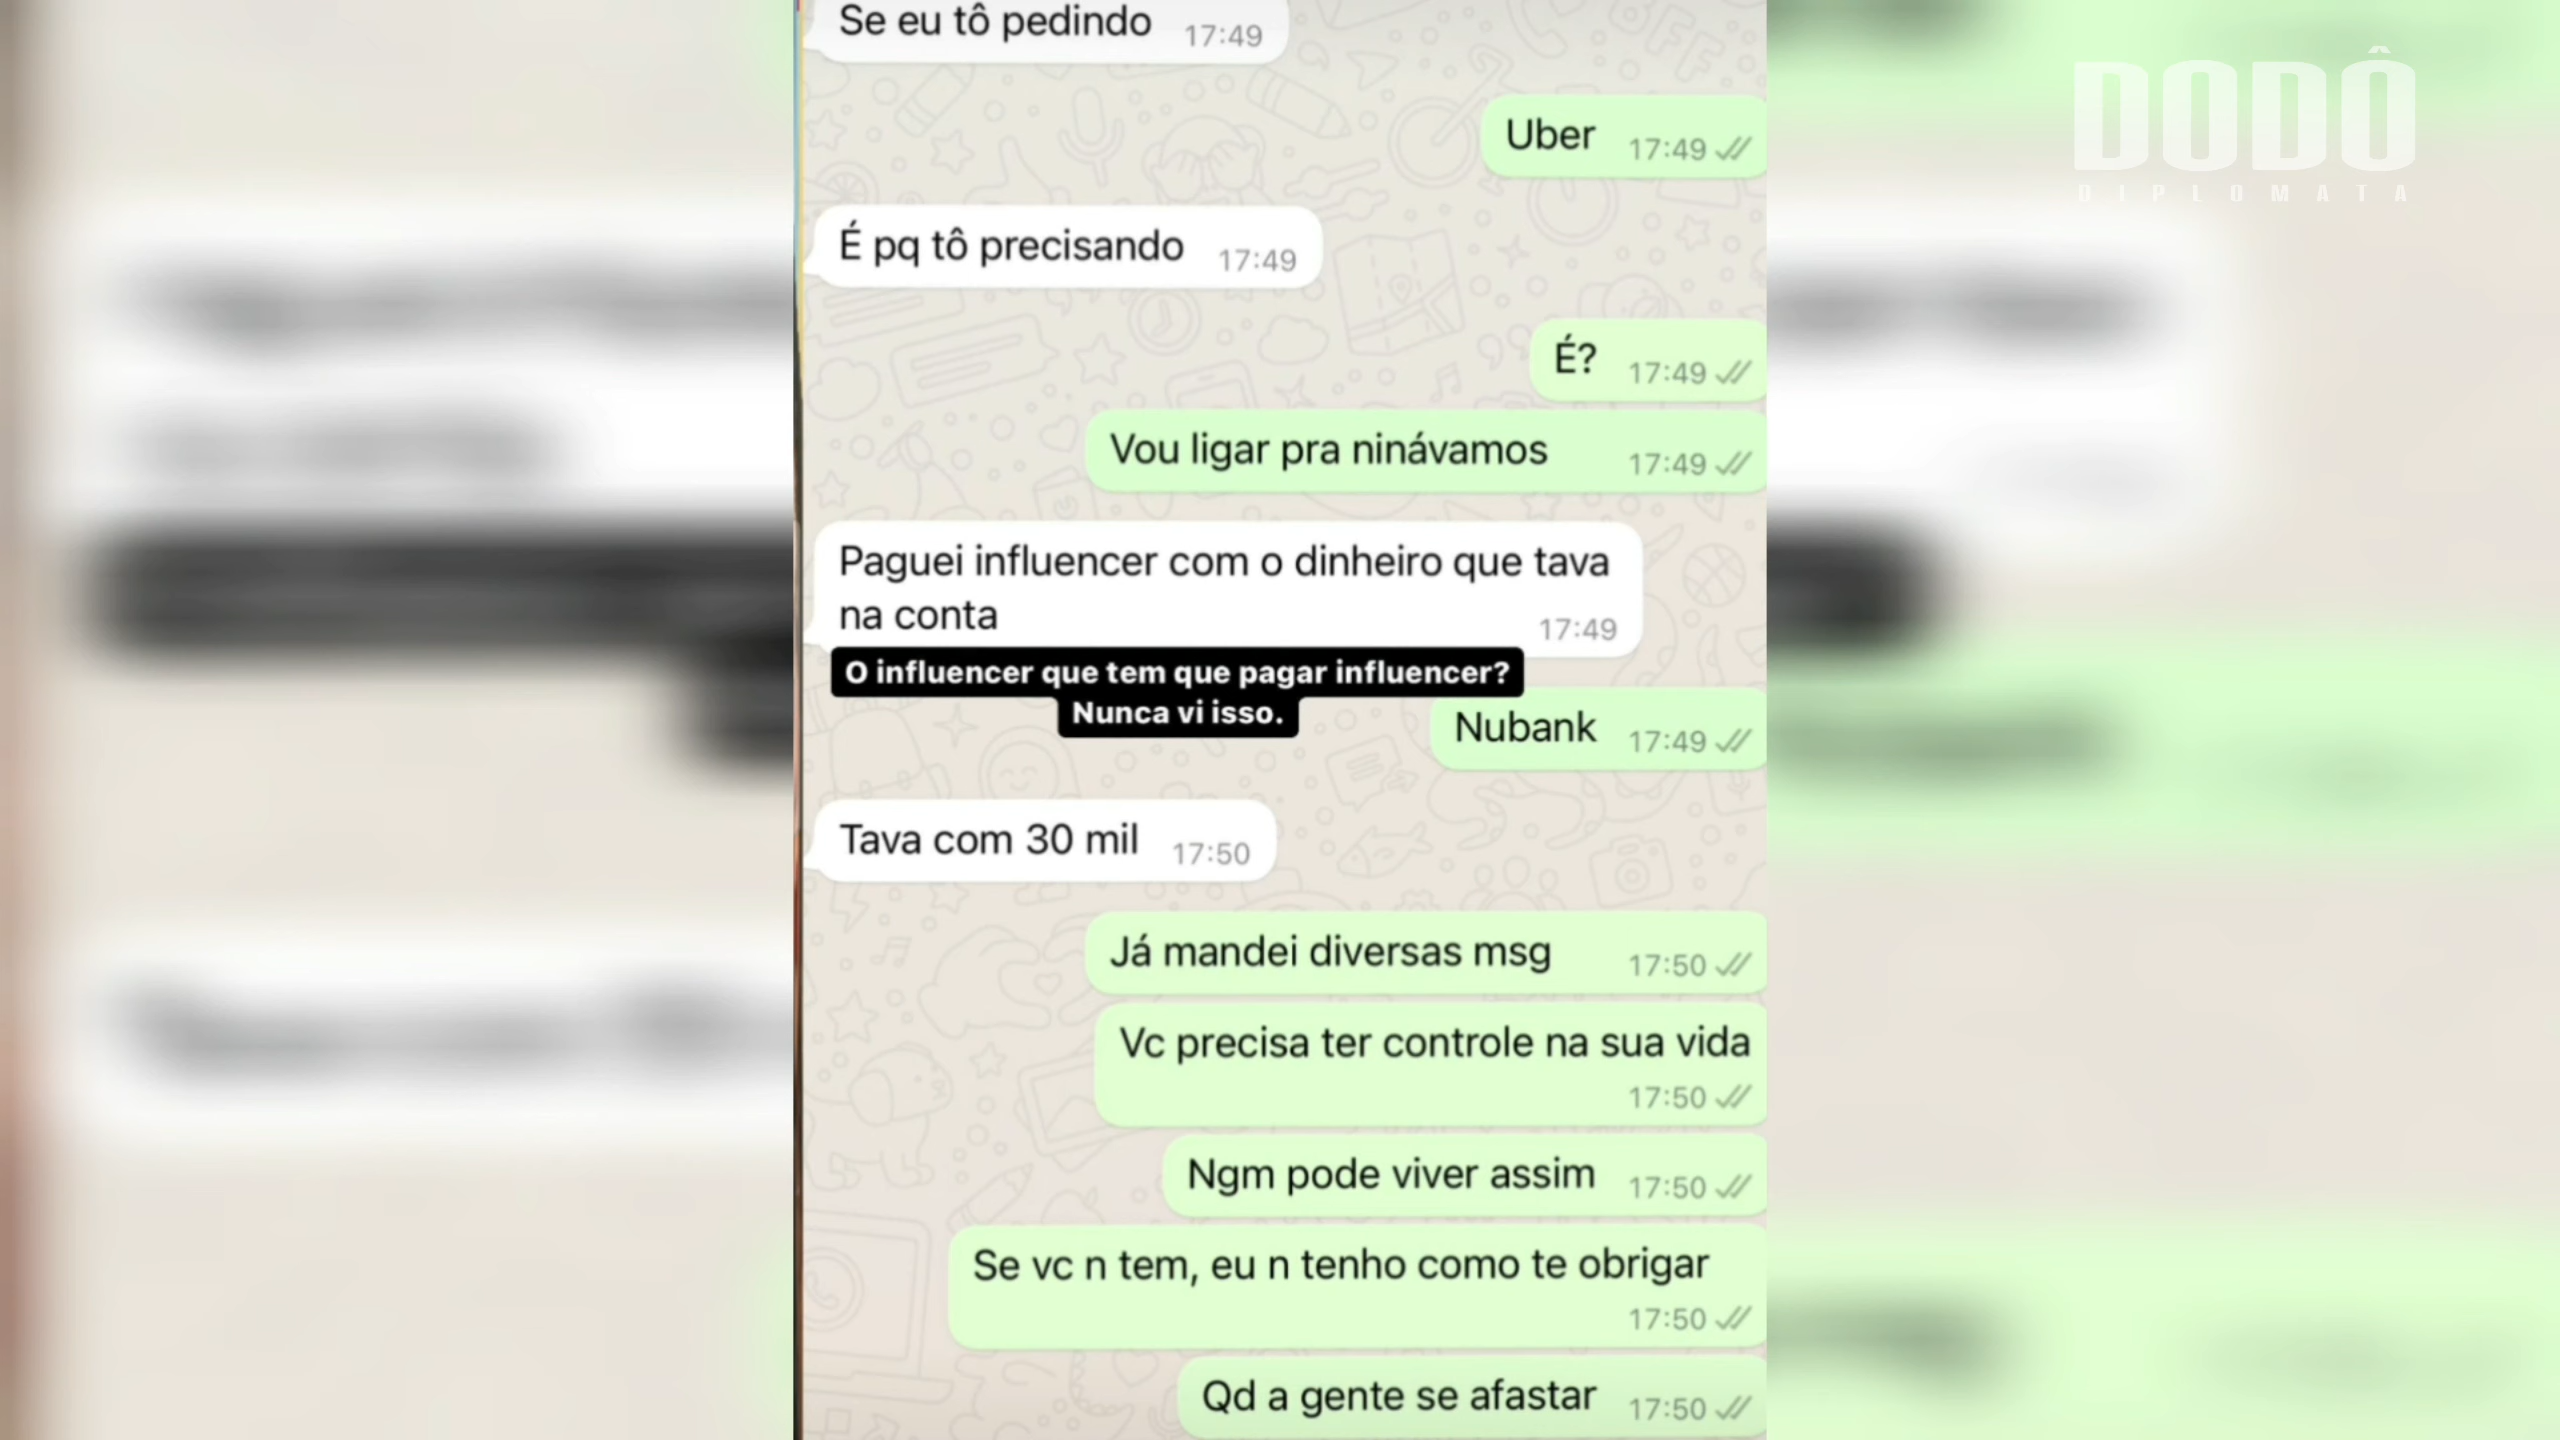 Se eu tô pedindo 17:49
DODÔ
DIPLOMATA
Uber 17:49
É pq tô precisando 17:49
É? 17:49
Vou ligar pra ninávamos 17:49
Paguei influencer com o dinheiro que tava
na conta 17:49
O influencer que tem que pagar influencer?
Nunca vi isso.
Nubank 17:49
Tava com 30 mil 17:50
Já mandei diversas msg 17:50
Vc precisa ter controle na sua vida
17:50
Ngm pode viver assim 17:50
Se vc n tem, eu n tenho como te obrigar
17:50
Qd a gente se afastar 17:50